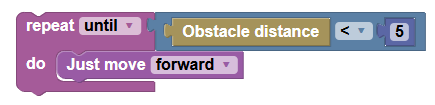 repeat until Obstacle distance < 5
do Just move forward